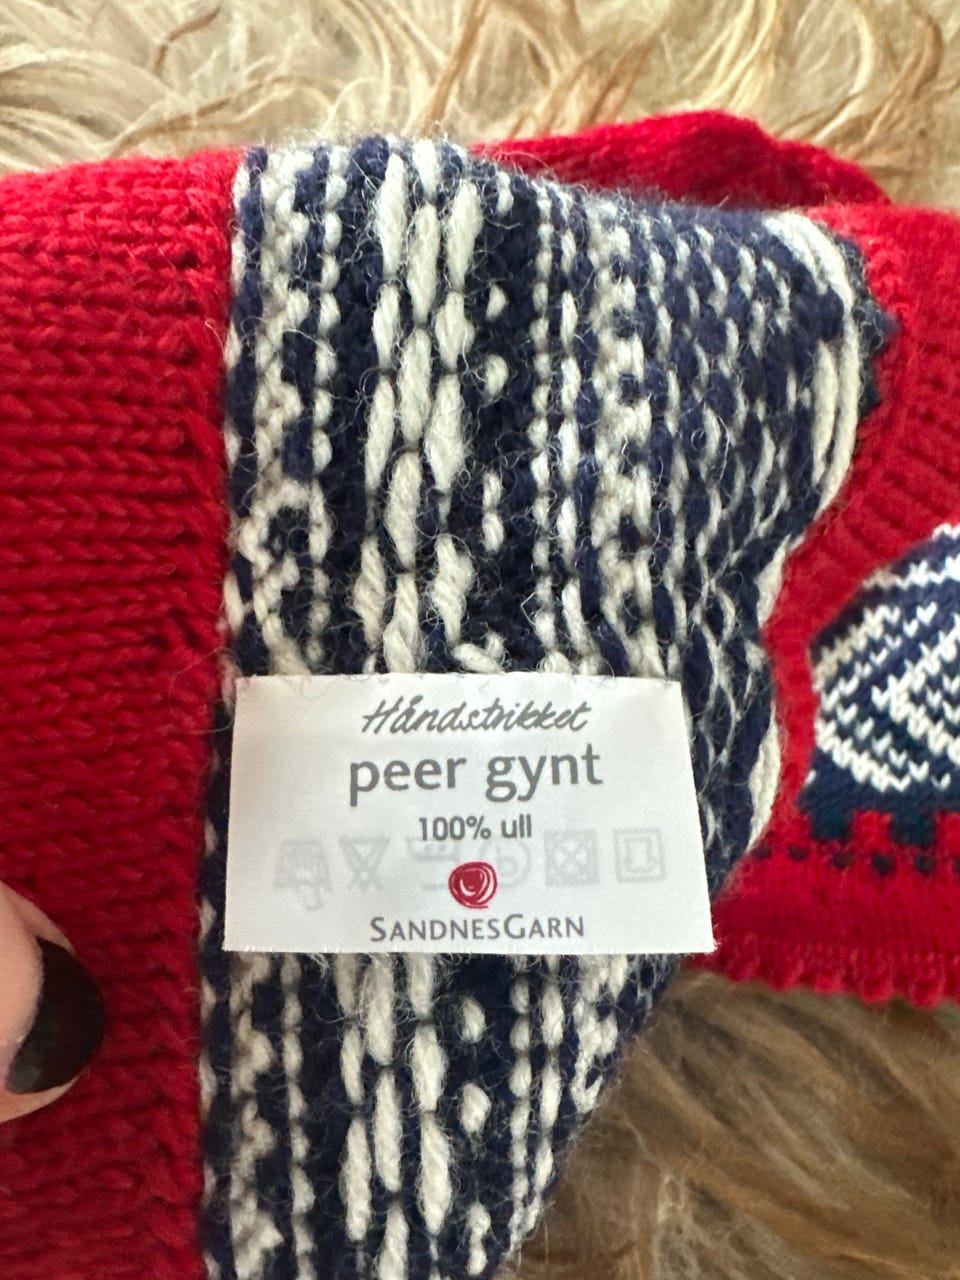 Håndstrikket
peer gynt
100% ull
SANDNESGARN